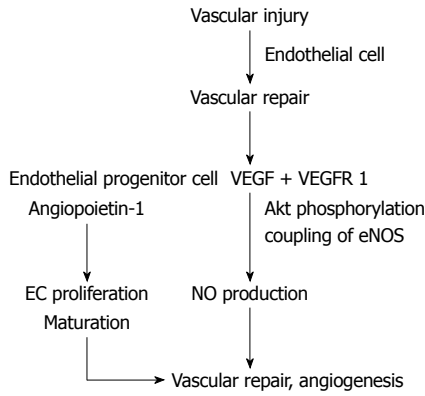 Vascular injury
Endothelial cell
Vascular repair
Endothelial progenitor cell VEGF + VEGFR 1
Angiopoietin-1
Akt phosphorylation
coupling of eNOS
EC proliferation
Maturation
NO production
Vascular repair, angiogenesis